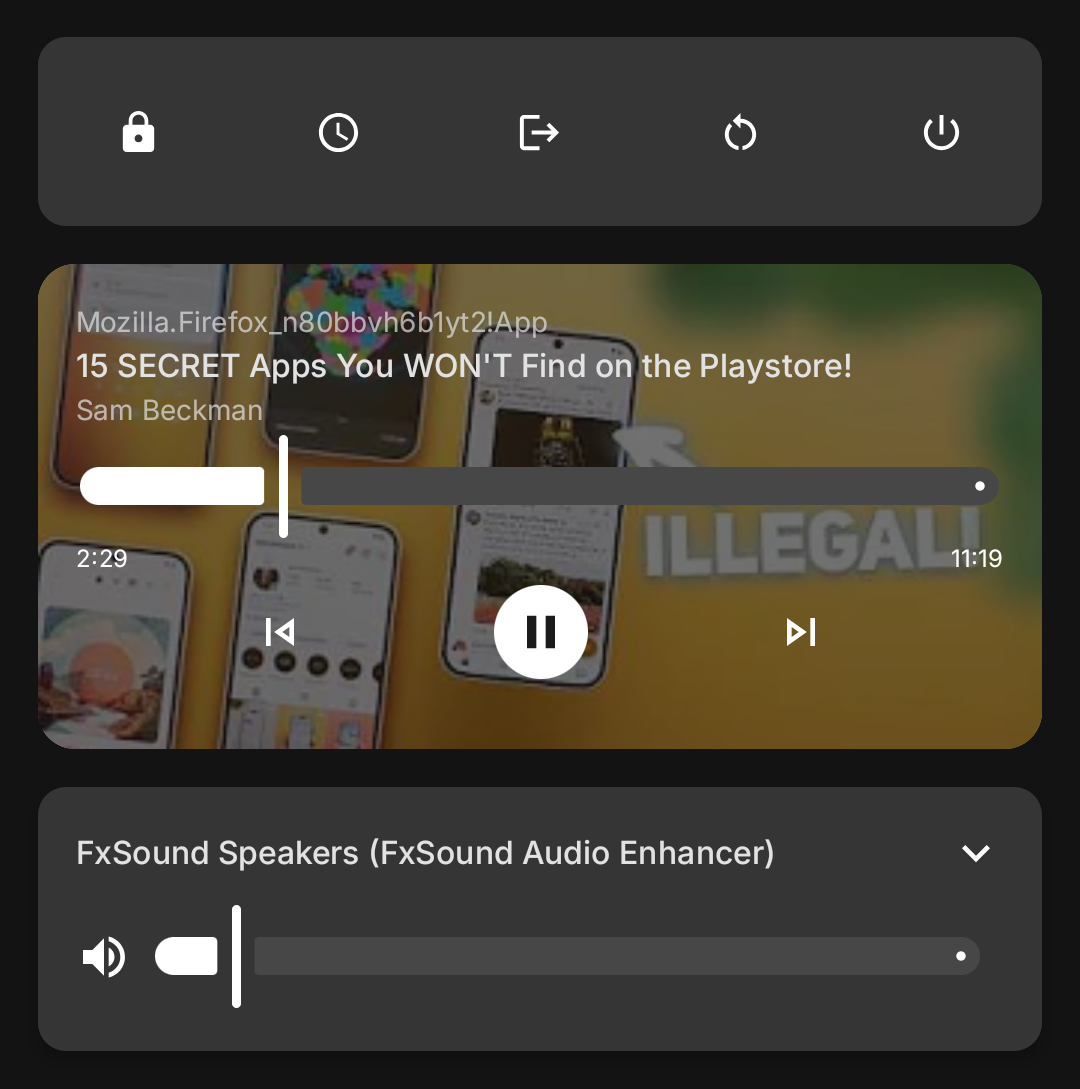 Mozilla.Firefox_n80bbvh6b1yt2!App
15 SECRET Apps You WON'T Find on the Playstore!
Sam Beckman
ILLEGAL!
2:29
11:19
FxSound Speakers (FxSound Audio Enhancer)